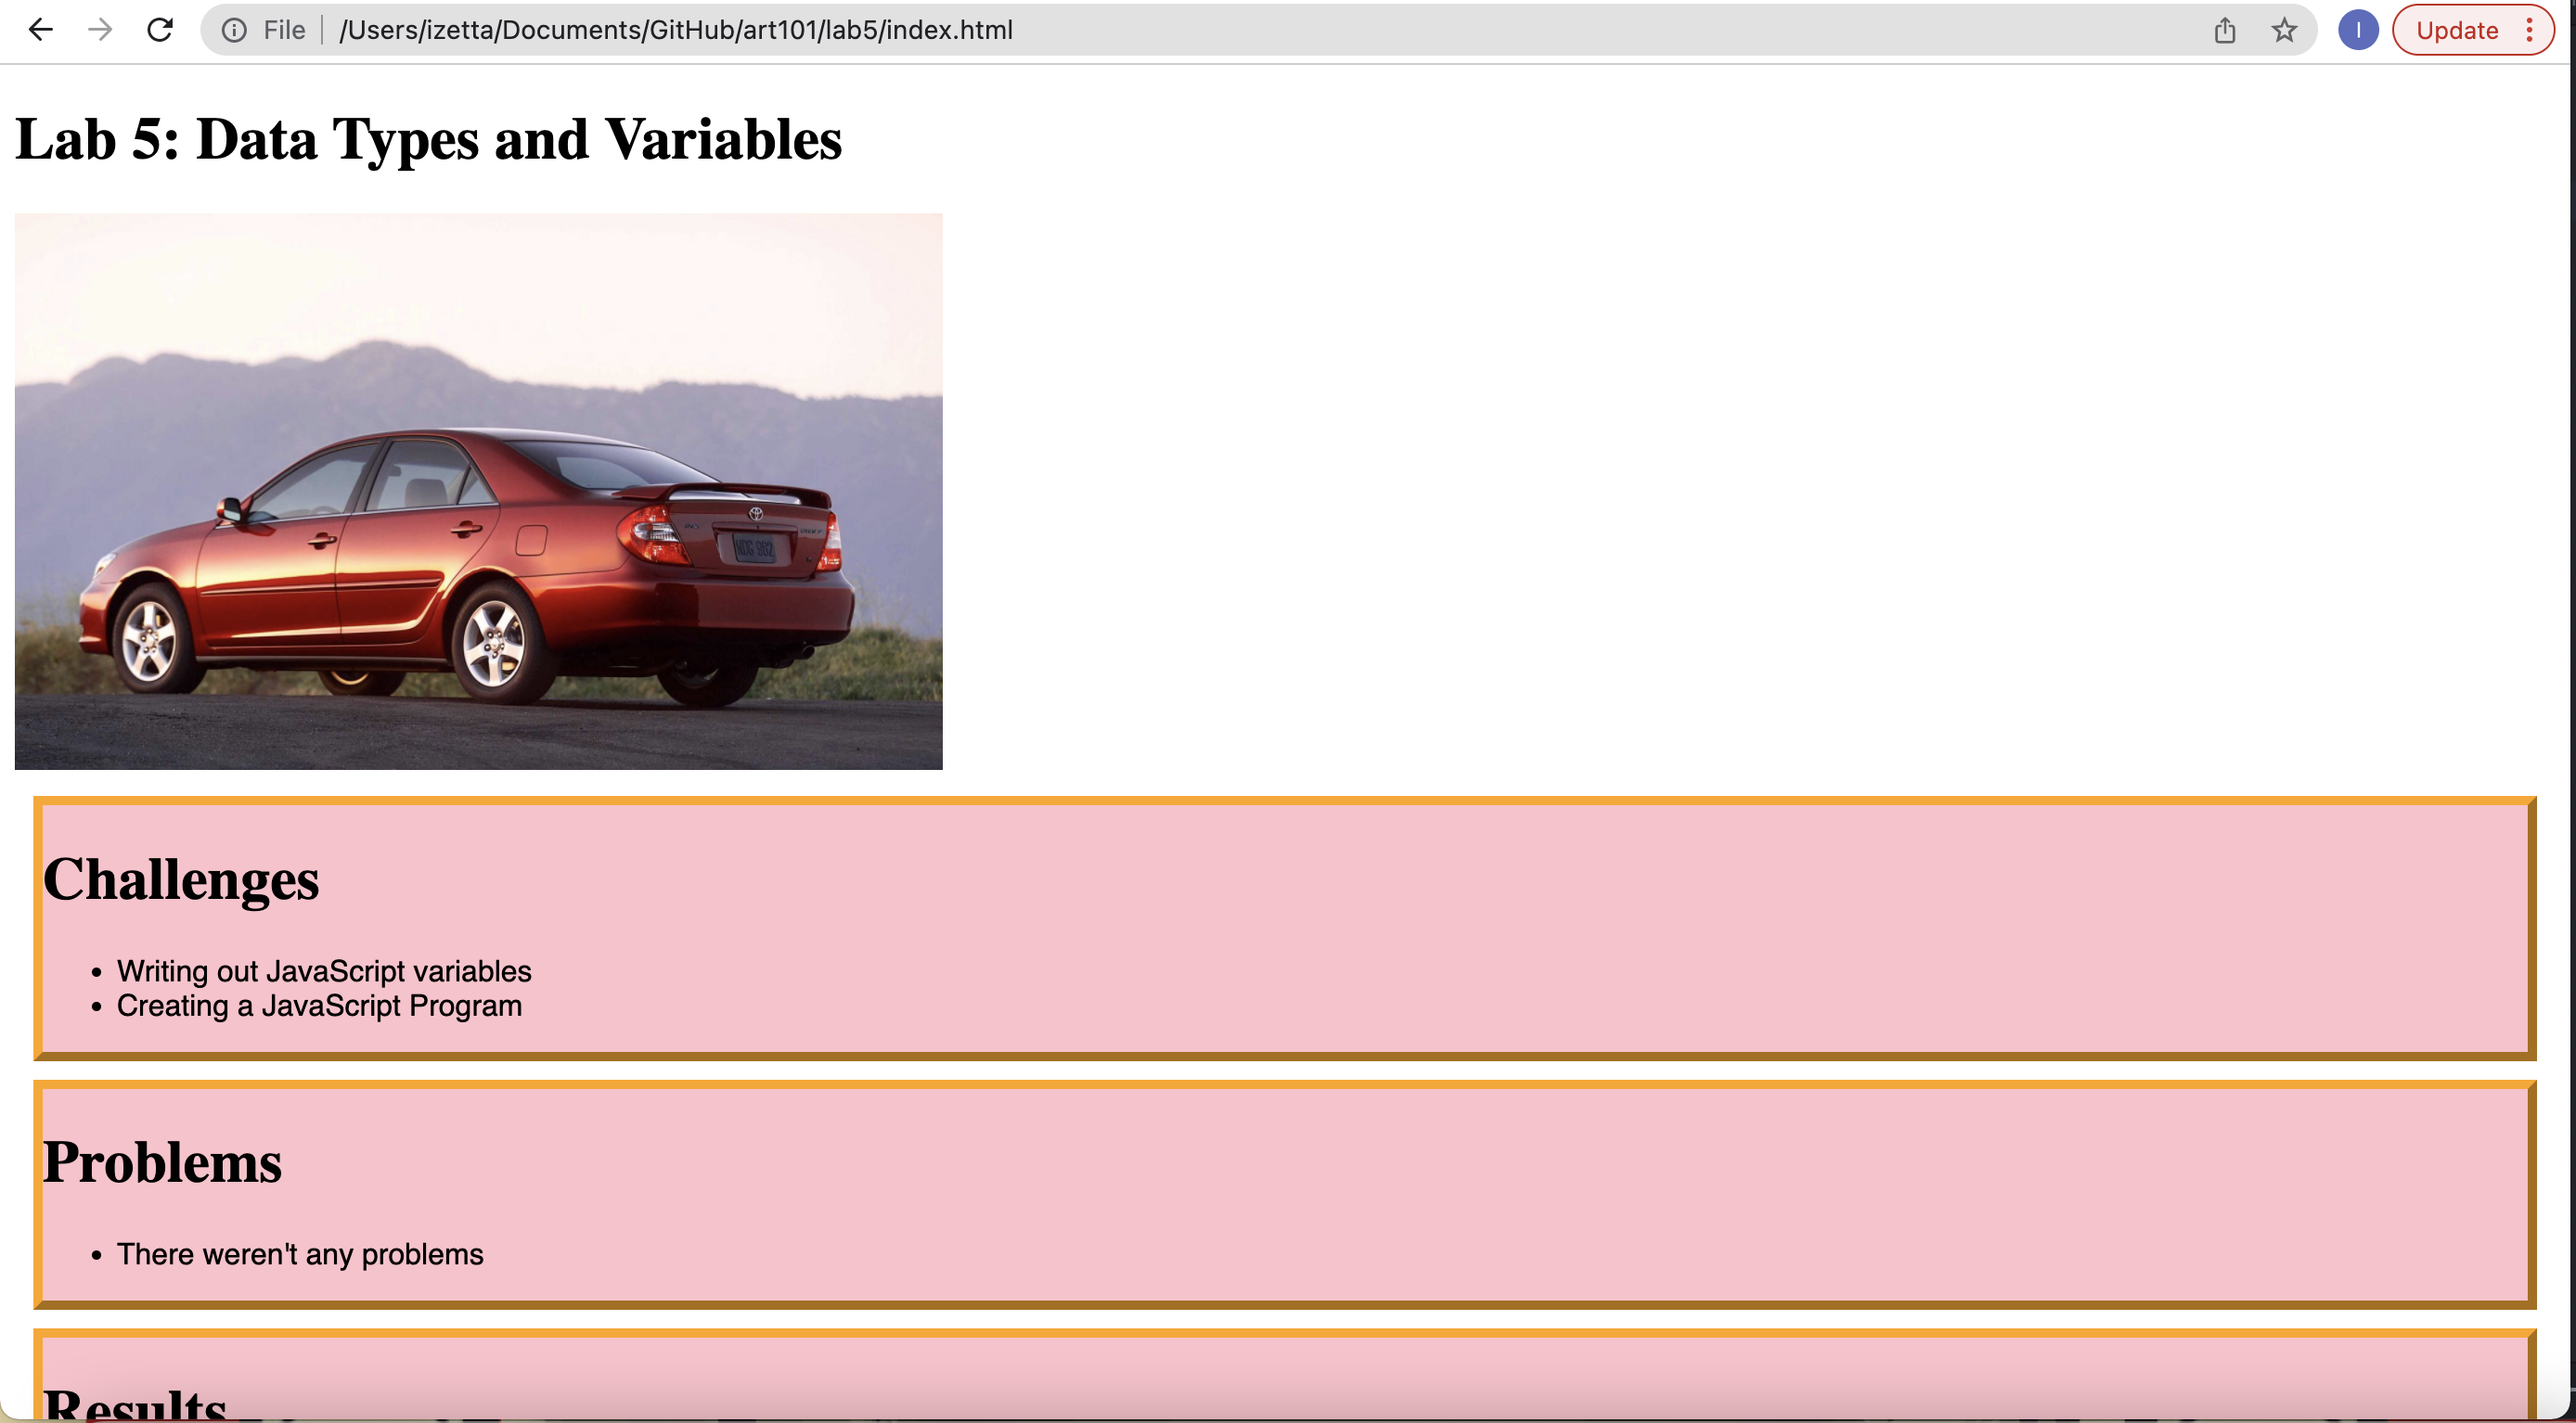 File | /Users/izetta/Documents/GitHub/art101/lab5/index.html
I
Update
Lab 5: Data Types and Variables
Challenges
• Writing out JavaScript variables
• Creating a JavaScript Program
Problems
• There weren't any problems
Results